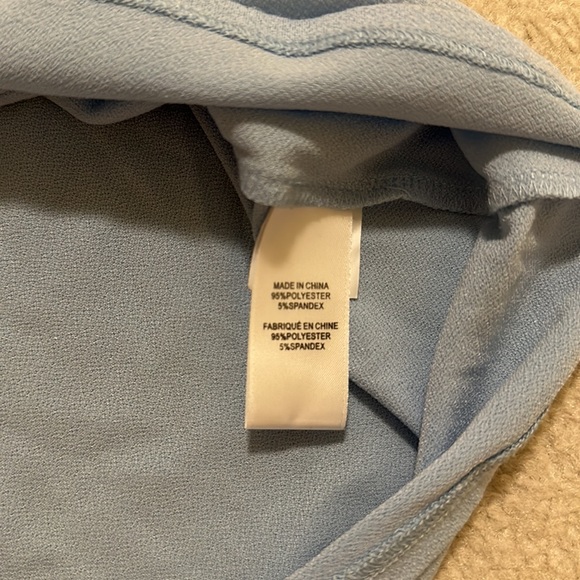 MADE IN CHINA
95%POLYESTER
5%SPANDEX
FABRIQUÉ EN CHINE
95%POLYESTER
5%SPANDEX